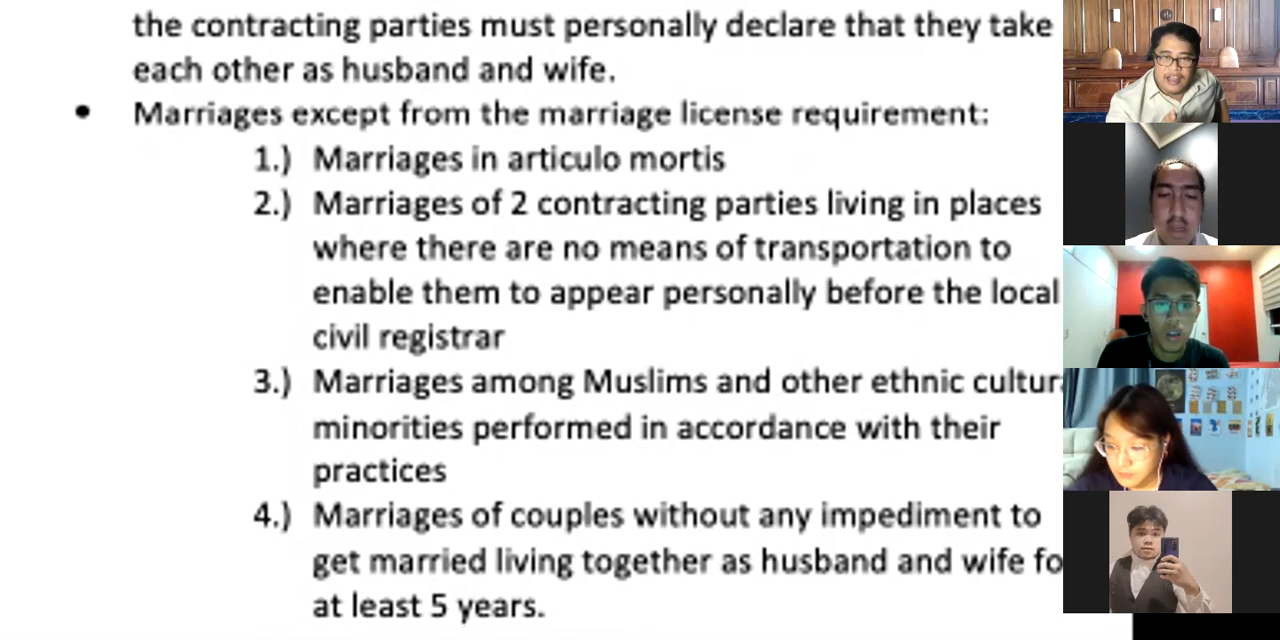 the contracting parties must personally declare that they take
each other as husband and wife.
• Marriages except from the marriage license requirement:
1.) Marriages in articulo mortis
2.) Marriages of 2 contracting parties living in places
where there are no means of transportation to
enable them to appear personally before the local
civil registrar
3.) Marriages among Muslims and other ethnic cultur
minorities performed in accordance with their
practices
4.) Marriages of couples without any impediment to
get married living together as husband and wife fo
at least 5 years.